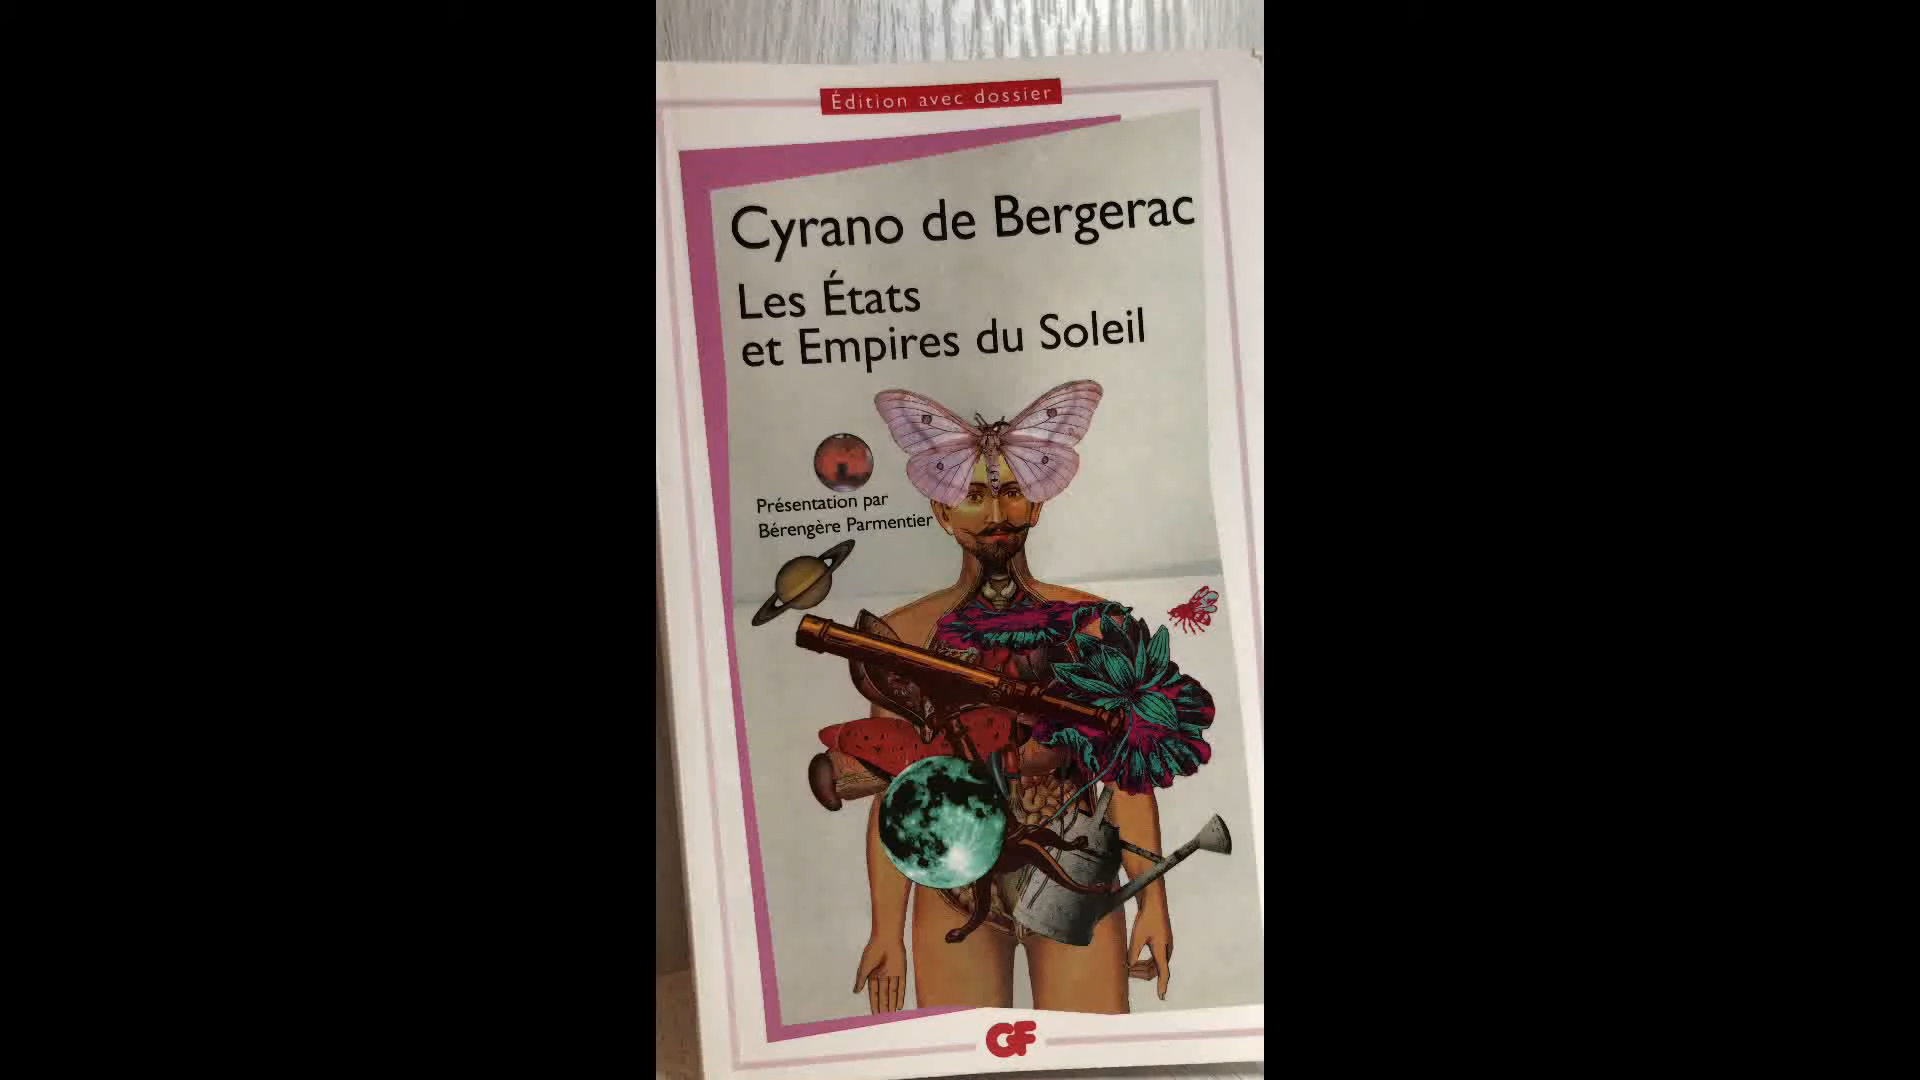 Édition avec dossier
Cyrano de Bergerac
Les États
et Empires du Soleil
Présentation par
Bérengère Parmentier
GF